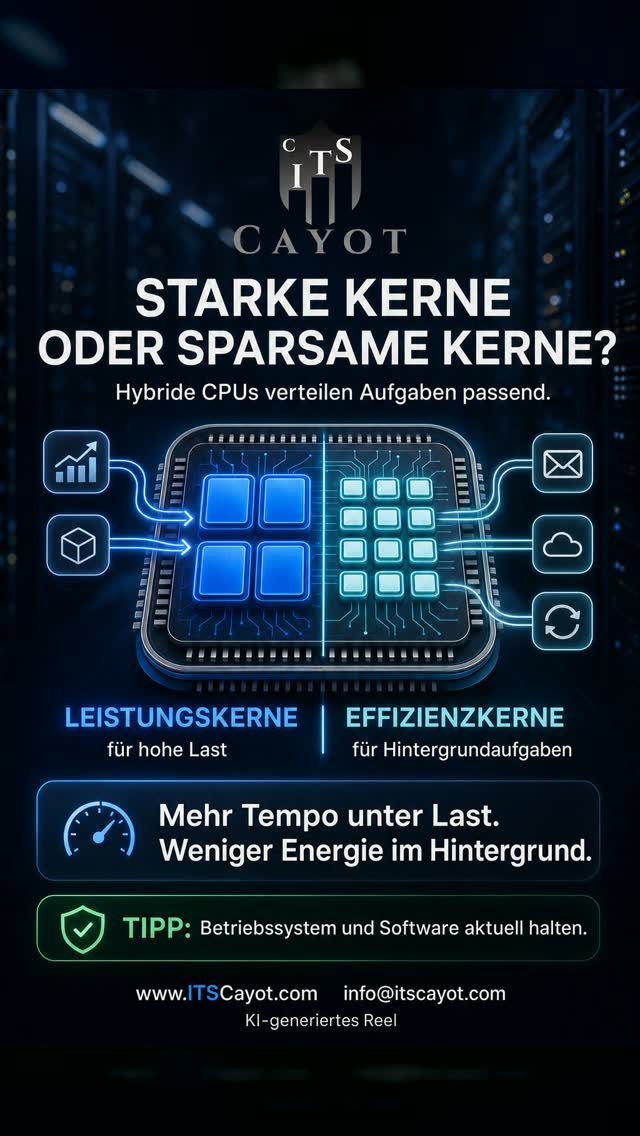 C ITS
CAYOT
STARKE KERNE
ODER SPARSAME KERNE?
Hybride CPUs verteilen Aufgaben passend.
LEISTUNGSKERNE
für hohe Last
EFFIZIENZKERNE
für Hintergrundaufgaben
Mehr Tempo unter Last.
Weniger Energie im Hintergrund.
TIPP: Betriebssystem und Software aktuell halten.
www.ITSCayot.com info@itscayot.com
KI-generiertes Reel